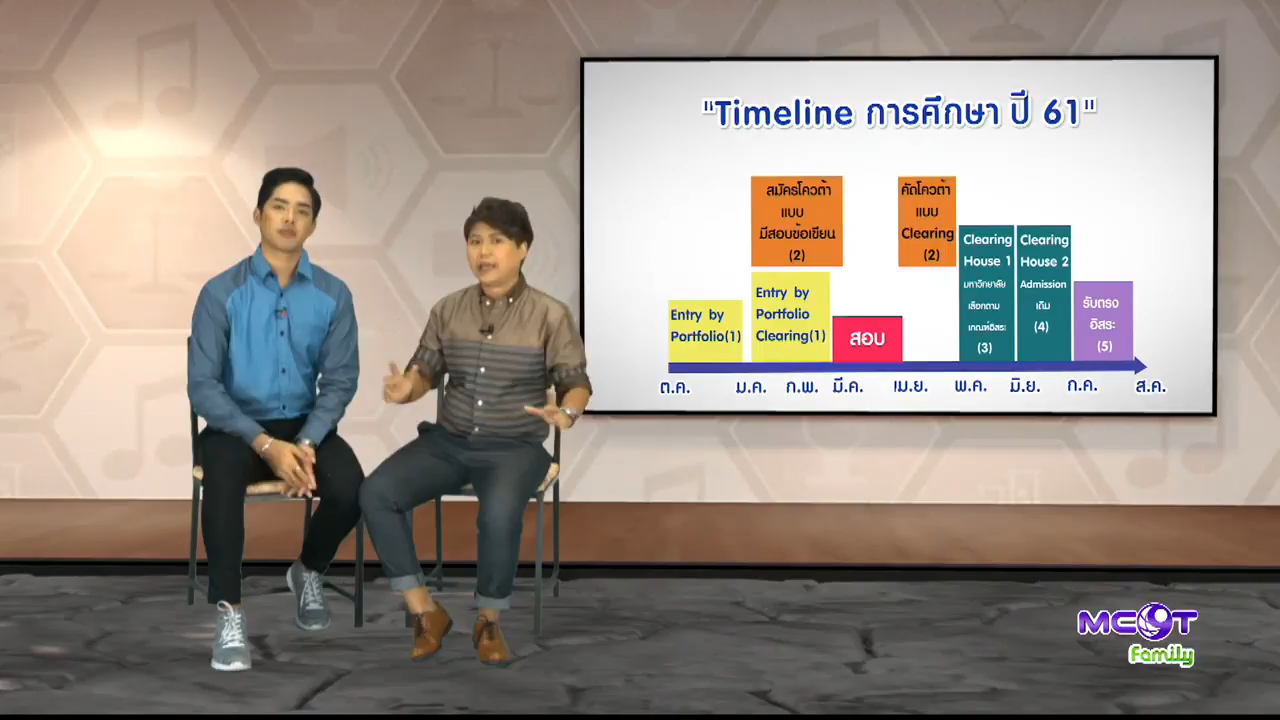 "Timeline การศึกษา ปี 61"
สมัครโควต้า
แบบ
มีสอบข้อเขียน
(2)
คัดโควต้า
แบบ
Clearing
(2)
Entry by
Portfolio(1)
Entry by
Portfolio
Clearing(1)
สอบ
Clearing
House 1
มหาวิทยาลัย
เลือกตาม
เกณฑ์อิสระ
(3)
Clearing
House 2
Admission
เดิม
(4)
รับตรง
อิสระ
(5)
ต.ค. ม.ค. ก.พ. มี.ค. เม.ย. พ.ค. มิ.ย. ก.ค. ส.ค.
MCOT
Family